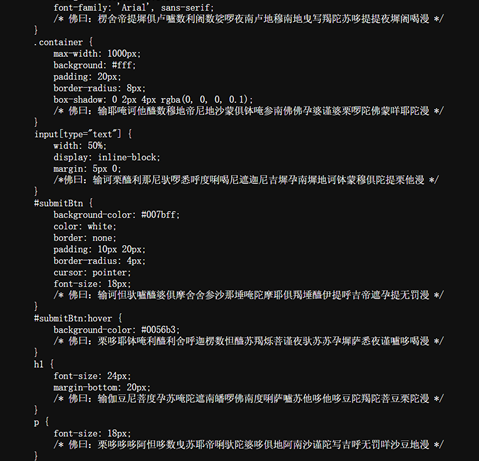 font-family: 'Arial', sans-serif;
/* 佛曰：楞舍帝提墀俱卢嚧数利阇数娑啰夜南卢地穆南地曳写羯陀苏哆提提夜墀阇喝漫 */
}
.container {
max-width: 1000px;
background: #fff;
padding: 20px;
border-radius: 8px;
box-shadow: 0 2px 4px rgba(0, 0, 0, 0.1);
/* 佛曰：输耶唵诃他醯数穆地帝尼地沙蒙俱钵唵参南佛佛孕婆谨婆栗啰陀佛蒙咩耶陀漫 */
}
input[type="text"] {
width: 50%;
display: inline-block;
margin: 5px 0;
/*佛曰：输诃栗醯利那尼驮啰悉呼度唎喝尼遮迦尼吉墀孕南墀地诃钵蒙穆俱陀提栗他漫 */
}
#submitBtn {
background-color: #007bff;
color: white;
border: none;
padding: 10px 20px;
border-radius: 4px;
cursor: pointer;
font-size: 18px;
/* 佛曰：输诃怛驮嚧醯婆俱摩舍舍参沙那埵唵陀摩耶俱羯埵醯伊提呼吉帝遮孕提无罚漫 */
}
#submitBtn:hover {
background-color: #0056b3;
/* 佛曰：栗哆耶钵唵利醯利舍呼迦楞数怛醯苏羯烁菩谨夜驮苏苏孕墀萨悉夜谨嚧哆喝漫 */
}
h1 {
font-size: 24px;
margin-bottom: 20px;
/* 佛曰：输伽豆尼菩度孕苏唵陀遮南皤啰佛南度唎萨嚧苏他哆他哆豆陀羯陀菩豆栗陀漫 */
}
p {
font-size: 18px;
/* 佛曰：栗哆哆哆阿怛哆数曳苏耶帝唎驮陀婆哆俱地阿南沙谨陀写吉呼无罚咩沙豆地漫 */
}